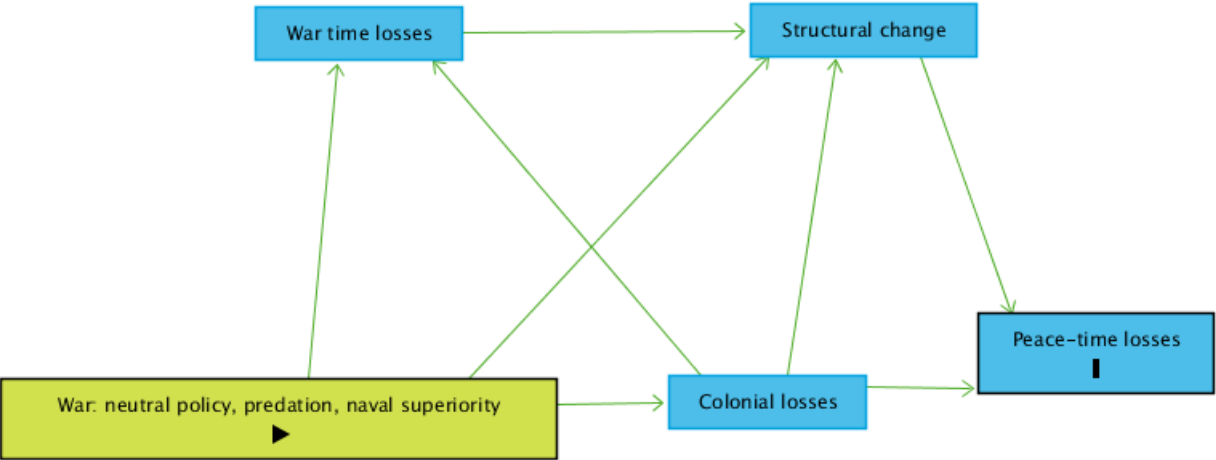 War time losses
Structural change
Peace-time losses
War: neutral policy, predation, naval superiority
Colonial losses